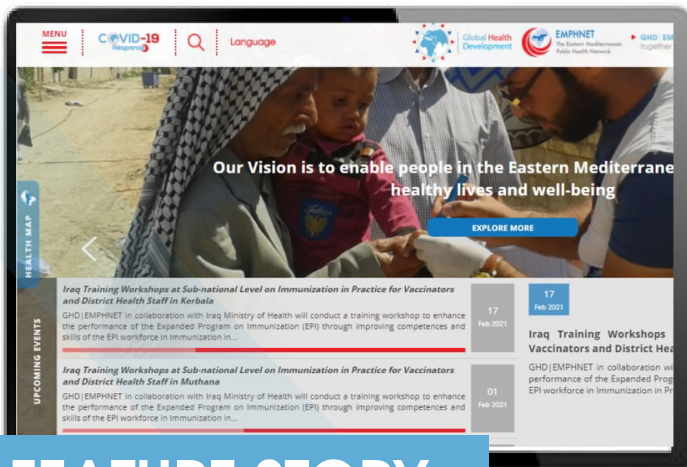 MENU
COVID-19
Response
Language
Global Health
Development
EMPHNET
The Eastern Mediterranean
Public Health Network
GHD| EM
together
Our Vision is to enable people in the Eastern Mediterrane
healthy lives and well-being
EXPLORE MORE
HEALTH MAP
UPCOMING EVENTS
Iraq Training Workshops at Sub-national Level on Immunization in Practice for Vaccinators
and District Health Staff in Kerbala
GHD|EMPHNET in collaboration with Iraq Ministry of Health will conduct a training workshop to enhance
the performance of the Expanded Program on Immunization (EPI) through improving competences and
skills of the EPI workforce in Immunization in...
17
Feb 2021
Iraq Training Workshops at Sub-national Level on Immunization in Practice for Vaccinators
and District Health Staff in Muthana
GHD|EMPHNET in collaboration with Iraq Ministry of Health will conduct a training workshop to enhance
the performance of the Expanded Program on Immunization (EPI) through improving competences and
skills of the EPI workforce in Immunization in...
01
Feb 2021
17
Feb 2021
Iraq Training Workshops
Vaccinators and District Hea
GHD|EMPHNET in collaboration wi
performance of the Expanded Prog
EPI workforce in Immunization in Pr
FEATURE STORY